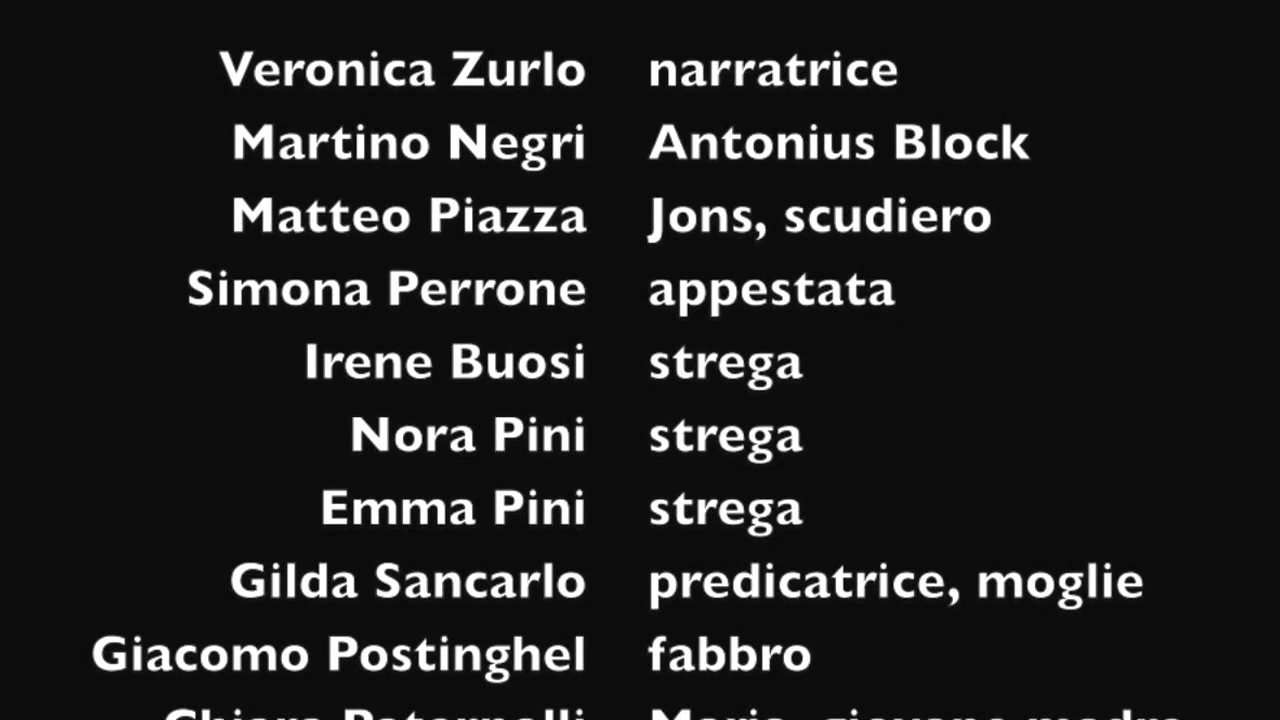 Veronica Zurlo narratrice
Martino Negri Antonius Block
Matteo Piazza Jons, scudiero
Simona Perrone appestata
Irene Buosi strega
Nora Pini strega
Emma Pini strega
Gilda Sancarlo predicatrice, moglie
Giacomo Postinghel fabbro